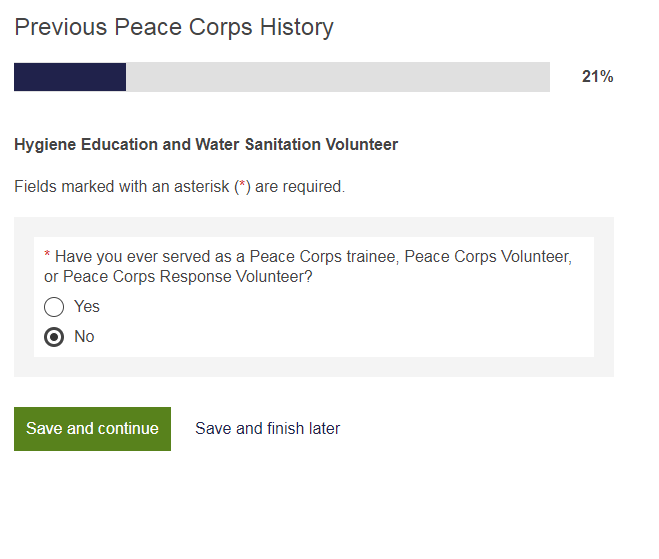 Previous Peace Corps History
21%
Hygiene Education and Water Sanitation Volunteer
Fields marked with an asterisk (*) are required.
* Have you ever served as a Peace Corps trainee, Peace Corps Volunteer,
or Peace Corps Response Volunteer?
Yes
No
Save and continue
Save and finish later